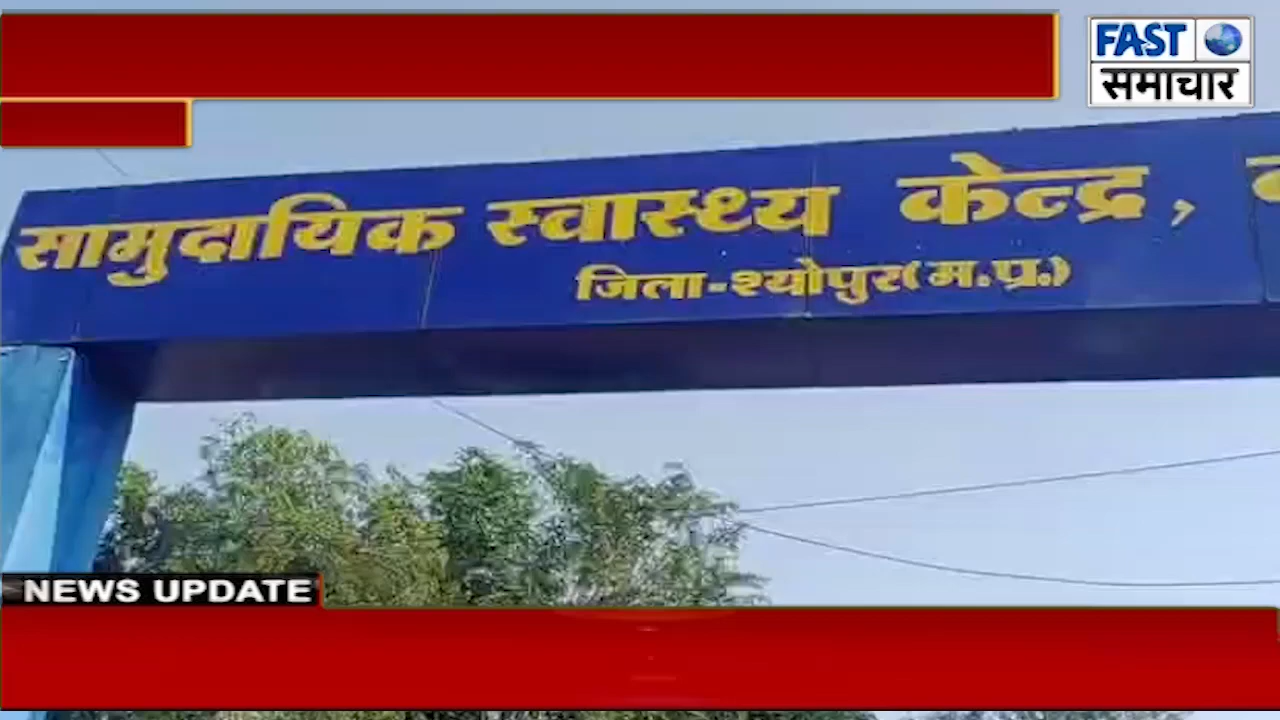 FAST
समाचार
सामुदायिक स्वास्थ्य केन्द्र,
जिला-श्योपुर(म.प्र.)
NEWS UPDATE